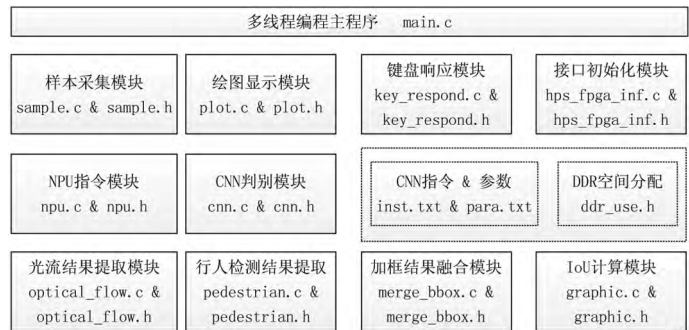 多线程编程主程序 main.c
样本采集模块
sample.c & sample.h
绘图显示模块
plot.c & plot.h
键盘响应模块
key_respond.c &
key_respond.h
接口初始化模块
hps_fpga_inf.c &
hps_fpga_inf.h
NPU指令模块
npu.c & npu.h
CNN判别模块
cnn.c & cnn.h
CNN指令 & 参数
inst.txt & para.txt
DDR空间分配
ddr_use.h
光流结果提取模块
optical_flow.c &
optical_flow.h
行人检测结果提取
pedestrian.c &
pedestrian.h
加框结果融合模块
merge_bbox.c &
merge_bbox.h
IoU计算模块
graphic.c &
graphic.h